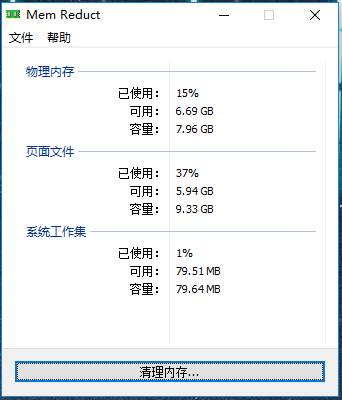 Mem Reduct
文件 帮助
物理内存
已使用： 15%
可用： 6.69 GB
容量： 7.96 GB
页面文件
已使用： 37%
可用： 5.94 GB
容量： 9.33 GB
系统工作集
已使用： 1%
可用： 79.51 MB
容量： 79.64 MB
清理内存...